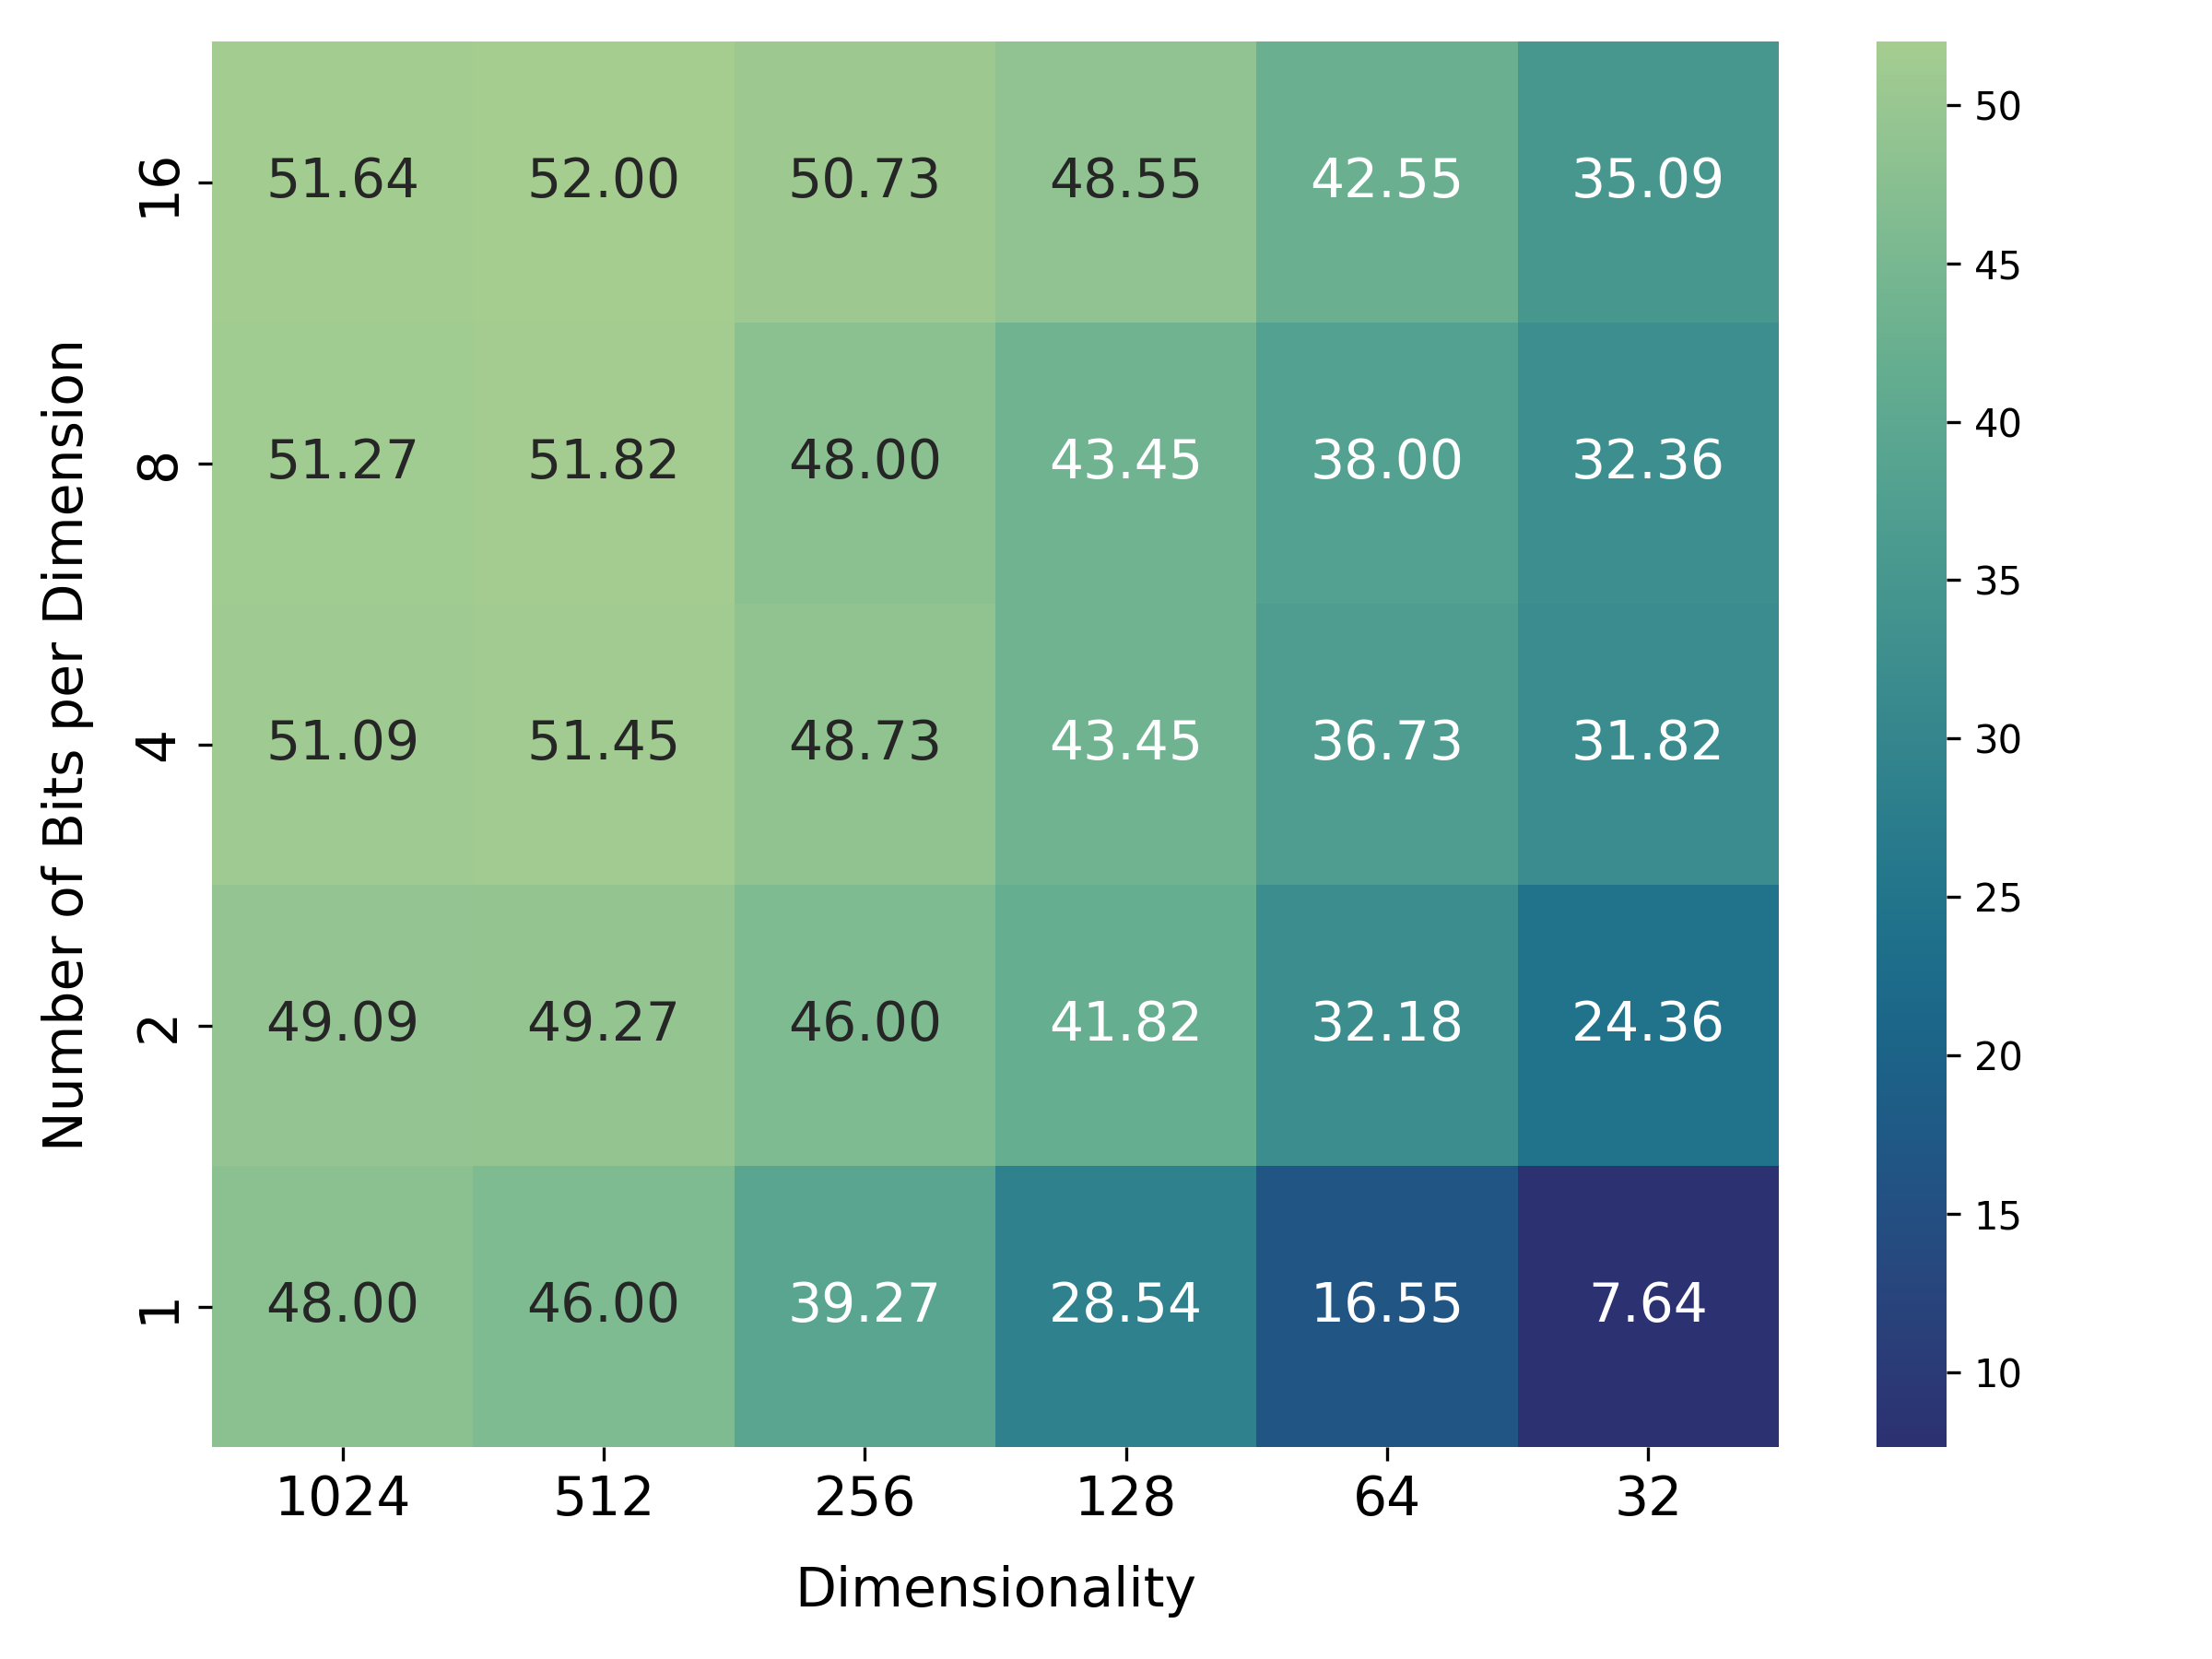 Number of Bits per Dimension
16 51.64 52.00 50.73 48.55 42.55 35.09
8 51.27 51.82 48.00 43.45 38.00 32.36
4 51.09 51.45 48.73 43.45 36.73 31.82
2 49.09 49.27 46.00 41.82 32.18 24.36
1 48.00 46.00 39.27 28.54 16.55 7.64
1024 512 256 128 64 32
Dimensionality
50
45
40
35
30
25
20
15
10